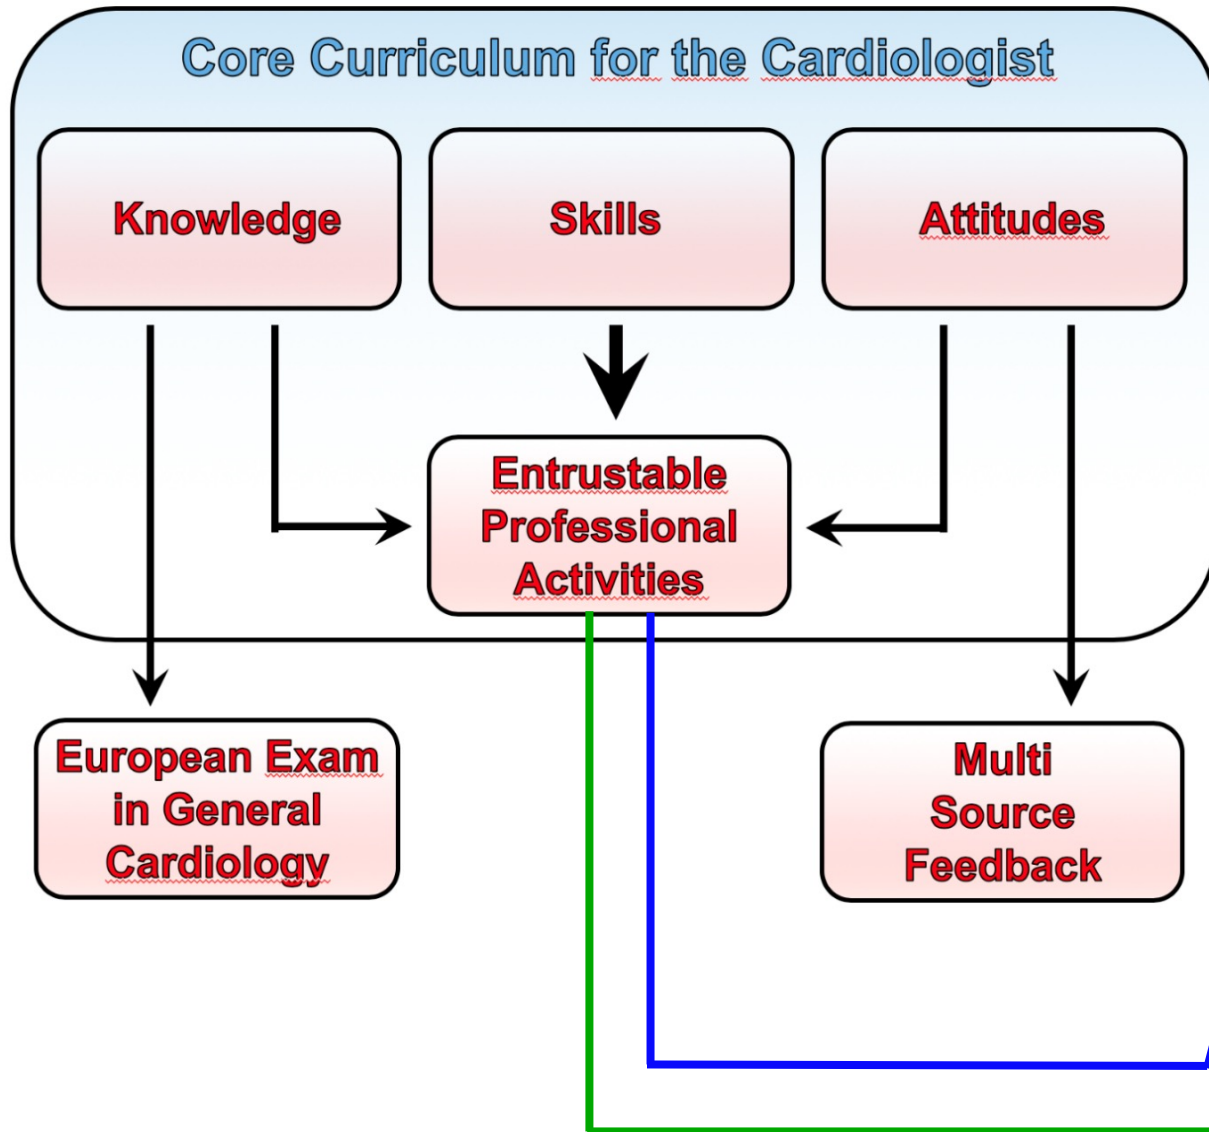 Core Curriculum for the Cardiologist
Knowledge
Skills
Attitudes
Entrustable
Professional
Activities
European Exam
in General
Cardiology
Multi
Source
Feedback